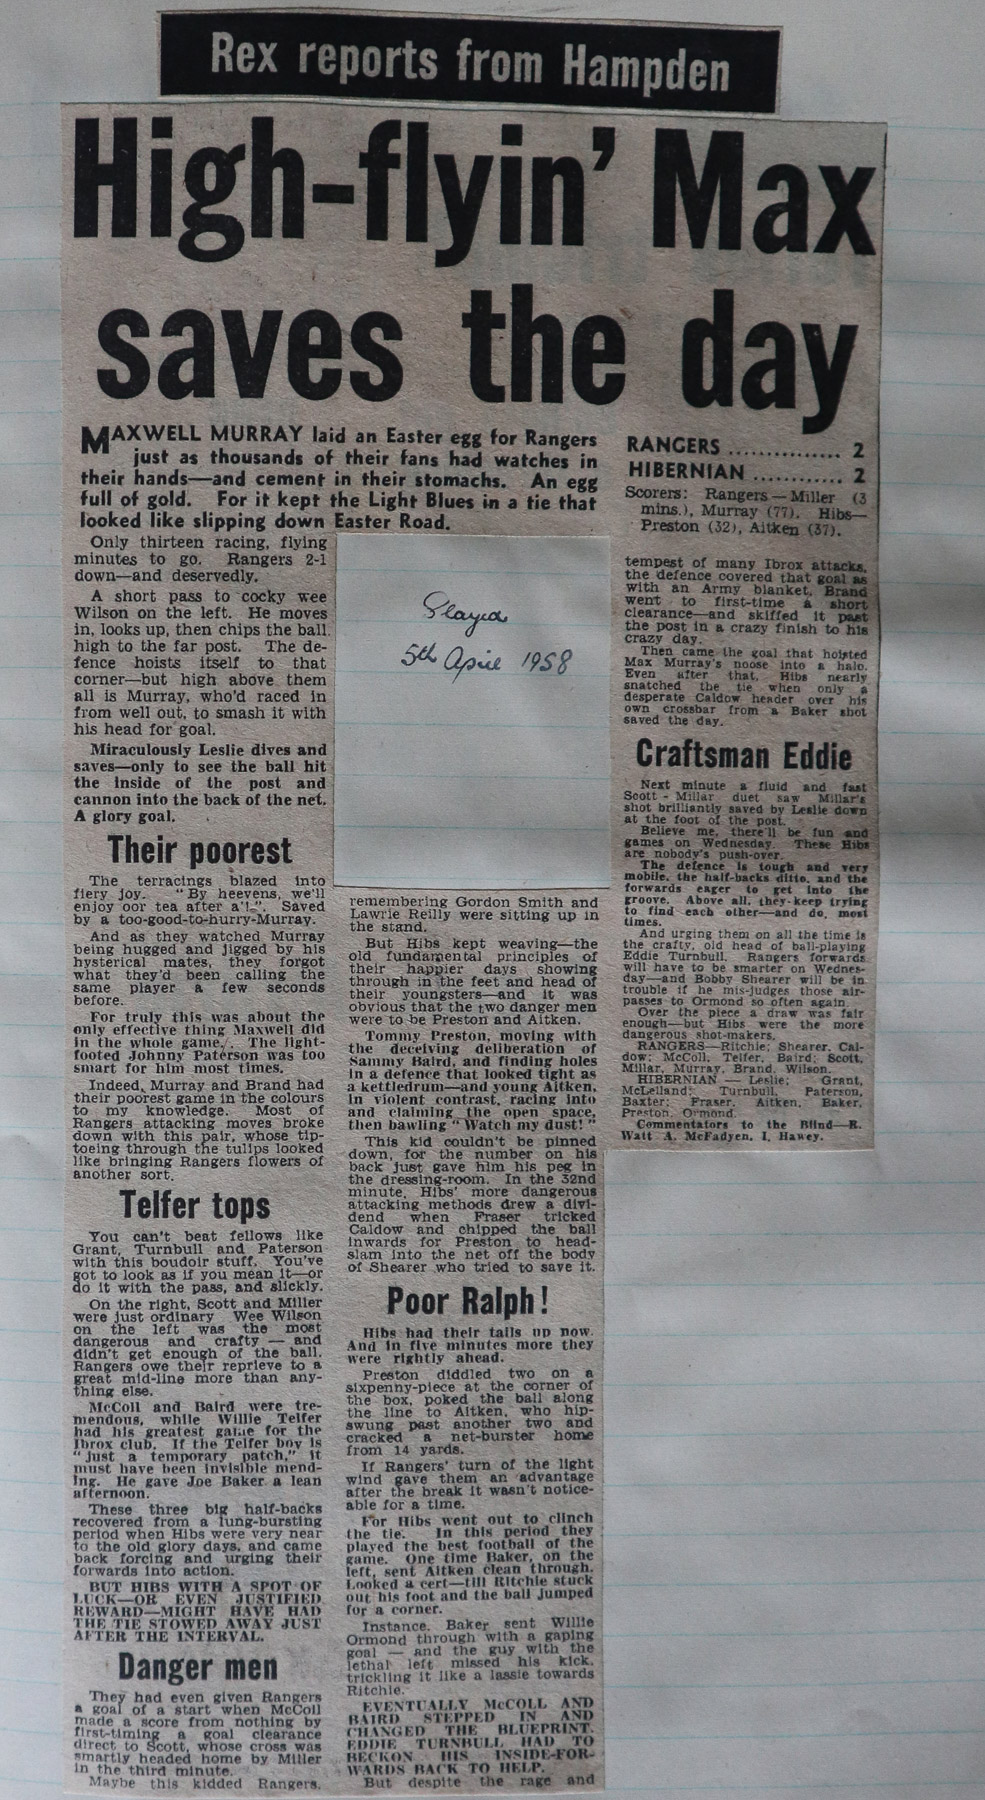 Rex reports from Hampden
High-flyin' Max
saves the day
MAXWELL MURRAY laid an Easter egg for Rangers
just as thousands of their fans had watches in
their hands—and cement in their stomachs. An egg
full of gold. For it kept the Light Blues in a tie that
looked like slipping down Easter Road.
Only thirteen racing, flying
minutes to go. Rangers 2-1
down—and deservedly.
A short pass to cocky wee
Wilson on the left. He moves
in, looks up, then chips the ball
high to the far post. The de-
fence hoists itself to that
corner—but high above them
all is Murray, who'd raced in
from well out, to smash it with
his head for goal.
Miraculously Leslie dives and
saves—only to see the ball hit
the inside of the post and
cannon into the back of the net.
A glory goal.
Their poorest
The terracings blazed into
fiery joy. "By heevens, we'll
enjoy oor tea after a'!-". Saved
by a too-good-to-hurry-Murray.
And as they watched Murray
being hugged and jigged by his
hysterical mates, they forgot
what they'd been calling the
same player a few seconds
before.
For truly this was about the
only effective thing Maxwell did
in the whole game. The light-
footed Johnny Paterson was too
smart for him most times.
Indeed, Murray and Brand had
their poorest game in the colours
to my knowledge. Most of
Rangers attacking moves broke
down with this pair, whose tip-
toeing through the tulips looked
like bringing Rangers flowers of
another sort.
Telfer tops
You can't beat fellows like
Grant, Turnbull and Paterson
with this boudoir stuff. You've
got to look as if you mean it—or
do it with the pass, and slickly.
On the right, Scott and Miller
were just ordinary Wee Wilson
on the left was the most
dangerous and crafty — and
didn't get enough of the ball.
Rangers owe their reprieve to a
great mid-line more than any-
thing else.
McColl and Baird were tre-
mendous, while Willie Telfer
had his greatest game for the
Ibrox club. If the Telfer boy is
"just a temporary patch," it
must have been invisible mend-
ing. He gave Joe Baker a lean
afternoon.
These three big half-backs
recovered from a lung-bursting
period when Hibs were very near
to the old glory days, and came
back forcing and urging their
forwards into action.
BUT HIBS WITH A SPOT OF
LUCK—OR EVEN JUSTIFIED
REWARD—MIGHT HAVE HAD
THE TIE STOWED AWAY JUST
AFTER THE INTERVAL.
Danger men
They had even given Rangers
a goal of a start when McColl
made a score from nothing by
first-timing a goal clearance
direct to Scott, whose cross was
smartly headed home by Miller
in the third minute.
Maybe this kidded Rangers,
5th April 1958
remembering Gordon Smith and
Lawrie Reilly were sitting up in
the stand.
But Hibs kept weaving—the
old fundamental principles of
their happier days showing
through in the feet and head of
their youngsters—and it was
obvious that the two danger men
were to be Preston and Aitken.
Tommy Preston, moving with
the deceiving deliberation of
Sammy Baird, and finding holes
in a defence that looked tight as
a kettledrum—and young Aitken,
in violent contrast, racing into
and claiming the open space,
then bawling "Watch my dust!"
This kid couldn't be pinned
down, for the number on his
back just gave him his peg in
the dressing-room. In the 32nd
minute, Hibs' more dangerous
attacking methods drew a divi-
dend when Fraser tricked
Caldow and chipped the ball
inwards for Preston to head-
slam into the net off the body
of Shearer who tried to save it.
Poor Ralph!
Hibs had their tails up now.
And in five minutes more they
were rightly ahead.
Preston diddled two on a
sixpenny-piece at the corner of
the box, poked the ball along
the line to Aitken, who hip-
swung past another two and
cracked a net-burster home
from 14 yards.
If Rangers' turn of the light
wind gave them an advantage
after the break it wasn't notice-
able for a time.
For Hibs went out to clinch
the tie. In this period they
played the best football of the
game. One time Baker, on the
left, sent Aitken clean through.
Looked a cert—till Ritchie stuck
out his foot and the ball jumped
for a corner.
Instance. Baker sent Willie
Ormond through with a gaping
goal — and the guy with the
lethal left missed his kick,
trickling it like a lassie towards
Ritchie.
EVENTUALLY McCOLL AND
BAIRD STEPPED IN AND
CHANGED THE BLUEPRINT.
EDDIE TURNBULL HAD TO
BECKON HIS INSIDE-FOR-
WARDS BACK TO HELP.
But despite the rage and
RANGERS ............... 2
HIBERNIAN ............ 2
Scorers: Rangers — Miller (3
mins.), Murray (77). Hibs—
Preston (32), Aitken (37).
tempest of many Ibrox attacks,
the defence covered that goal as
with an Army blanket. Brand
went to first-time a short
clearance—and skiffed it past
the post in a crazy finish to his
crazy day.
Then came the goal that hoisted
Max Murray's noose into a halo.
Even after that, Hibs nearly
snatched the tie when only a
desperate Caldow header over his
own crossbar from a Baker shot
saved the day.
Craftsman Eddie
Next minute a fluid and fast
Scott - Millar duet saw Millar's
shot brilliantly saved by Leslie down
at the foot of the post.
Believe me, there'll be fun and
games on Wednesday. These Hibs
are nobody's push-over.
The defence is tough and very
mobile, the half-backs ditto, and the
forwards eager to get into the
groove. Above all, they keep trying
to find each other—and do, most
times.
And urging them on all the time is
the crafty, old head of ball-playing
Eddie Turnbull. Rangers forwards
will have to be smarter on Wednes-
day—and Bobby Shearer will be in
trouble if he mis-judges those air-
passes to Ormond so often again.
Over the piece a draw was fair
enough—but Hibs were the more
dangerous shot-makers.
RANGERS—Ritchie; Shearer, Cal-
dow; McColl, Telfer, Baird; Scott,
Millar, Murray, Brand, Wilson.
HIBERNIAN — Leslie; Grant,
McLelland; Turnbull, Paterson,
Baxter; Fraser, Aitken, Baker,
Preston, Ormond.
Commentators to the Blind—R.
Watt A. McFadyen, I. Haney.